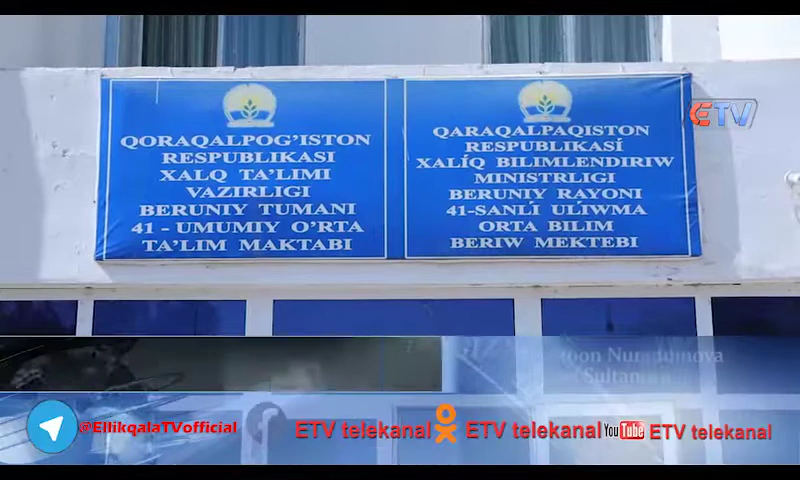 QORAQALPOG'ISTON
RESPUBLIKASI
XALQ TA'LIMI
VAZIRLIGI
BERUNIY TUMANI
41 - UMUMIY O'RTA
TA'LIM MAKTABI
QARAQALPAQISTON
RESPUBLIKASÍ
XALÍQ BILIMLENDIRIW
MINISTRLIGI
BERUNIY RAYONI
41-SANLÍ ULÍWMA
ORTA BILIM
BERIW MEKTEBI
ETV
@EllikqalaTVofficial
ETV telekanal
ETV telekanal
YouTube ETV telekanal